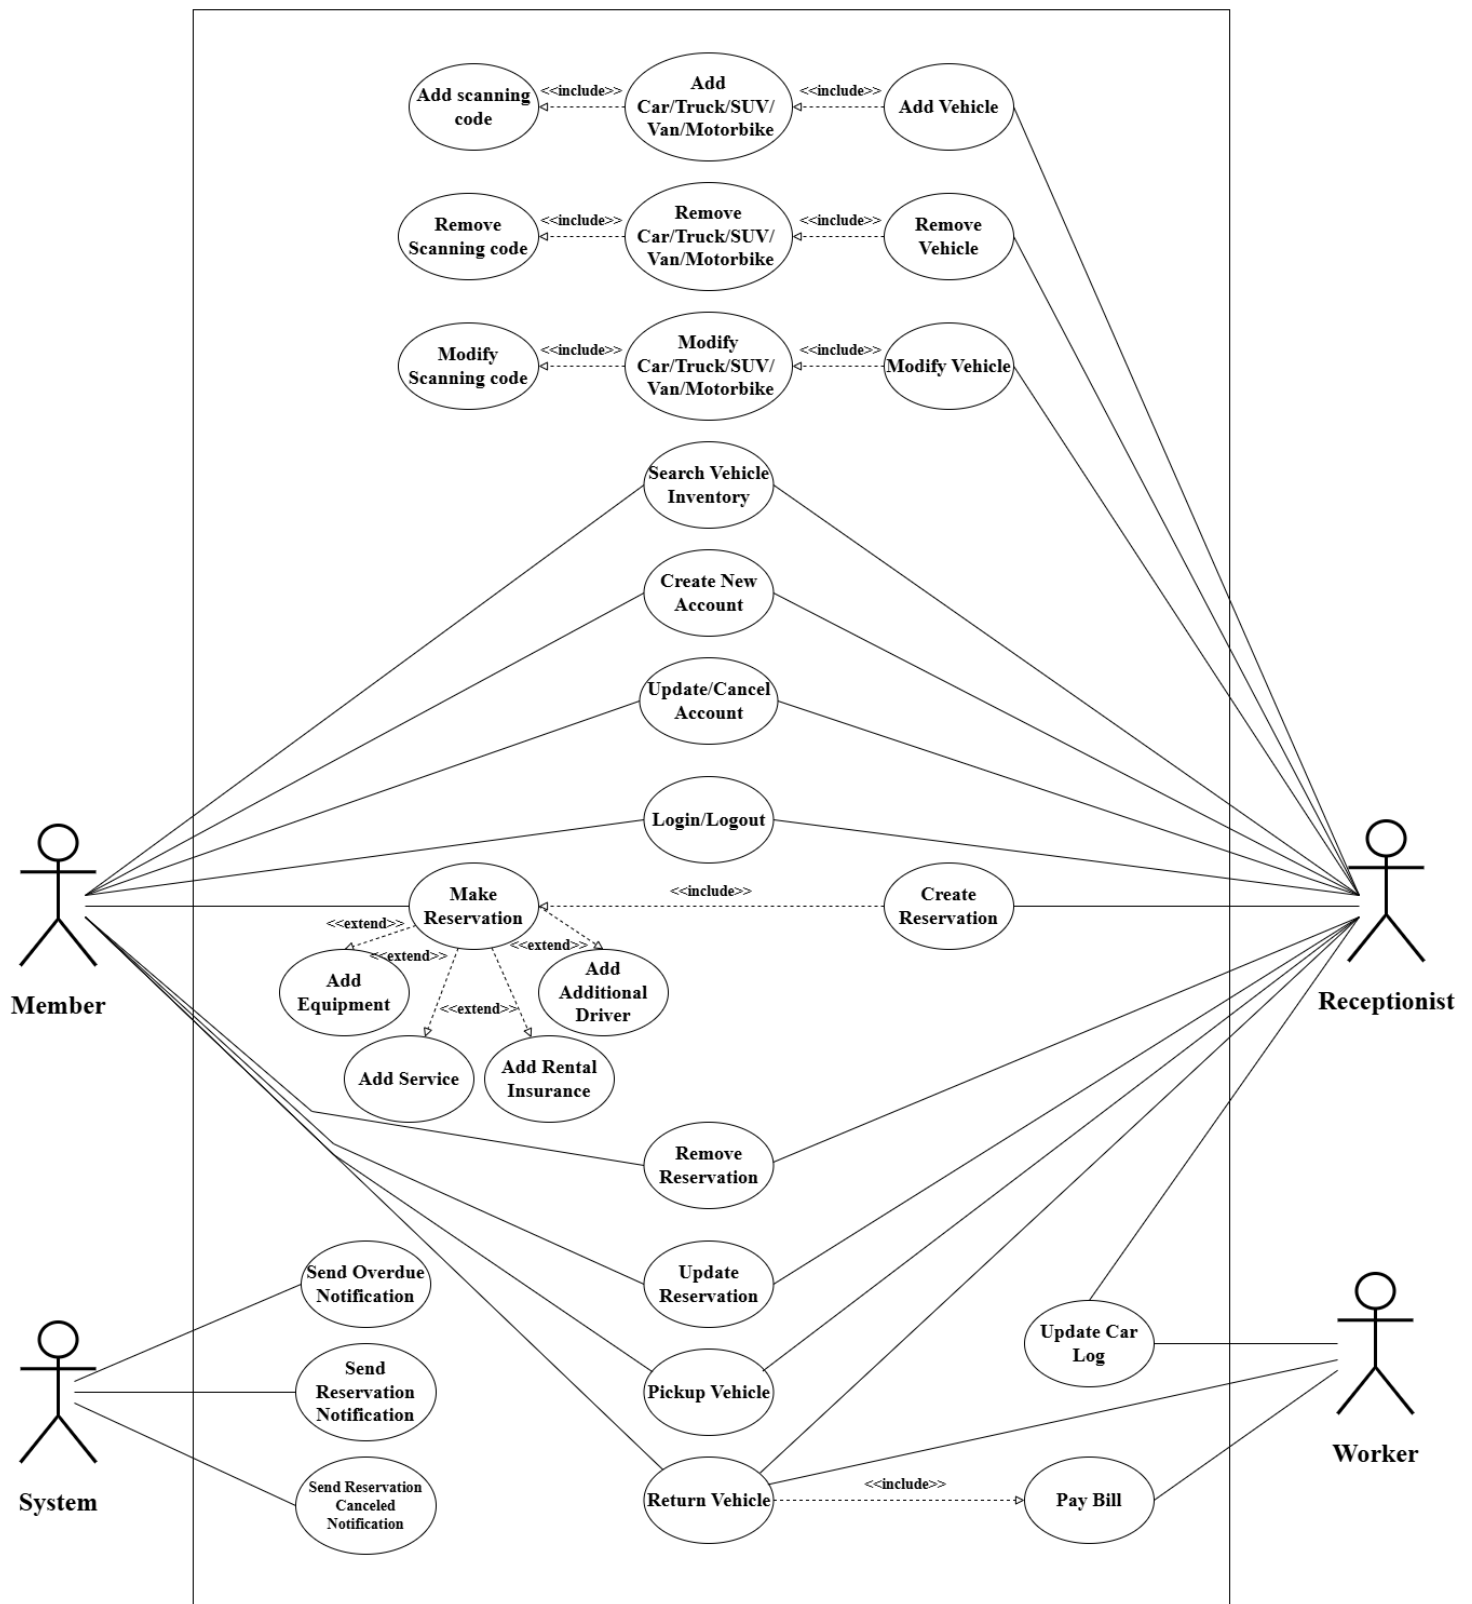 Add scanning
code
<<include>>
Add
Car/Truck/SUV/
Van/Motorbike
<<include>>
Add Vehicle
Remove
Scanning code
<<include>>
Remove
Car/Truck/SUV/
Van/Motorbike
<<include>>
Remove
Vehicle
Modify
Scanning code
<<include>>
Modify
Car/Truck/SUV/
Van/Motorbike
<<include>>
Modify Vehicle
Search Vehicle
Inventory
Create New
Account
Update/Cancel
Account
Login/Logout
Make
Reservation
<<include>>
Create
Reservation
<<extend>>
<<extend>>
<<extend>>
<<extend>>
Add
Equipment
Add
Additional
Driver
Add Service
Add Rental
Insurance
Member
Receptionist
Remove
Reservation
Send Overdue
Notification
Update
Reservation
Update Car
Log
Send
Reservation
Notification
Pickup Vehicle
Worker
System
Send Reservation
Canceled
Notification
Return Vehicle
<<include>>
Pay Bill